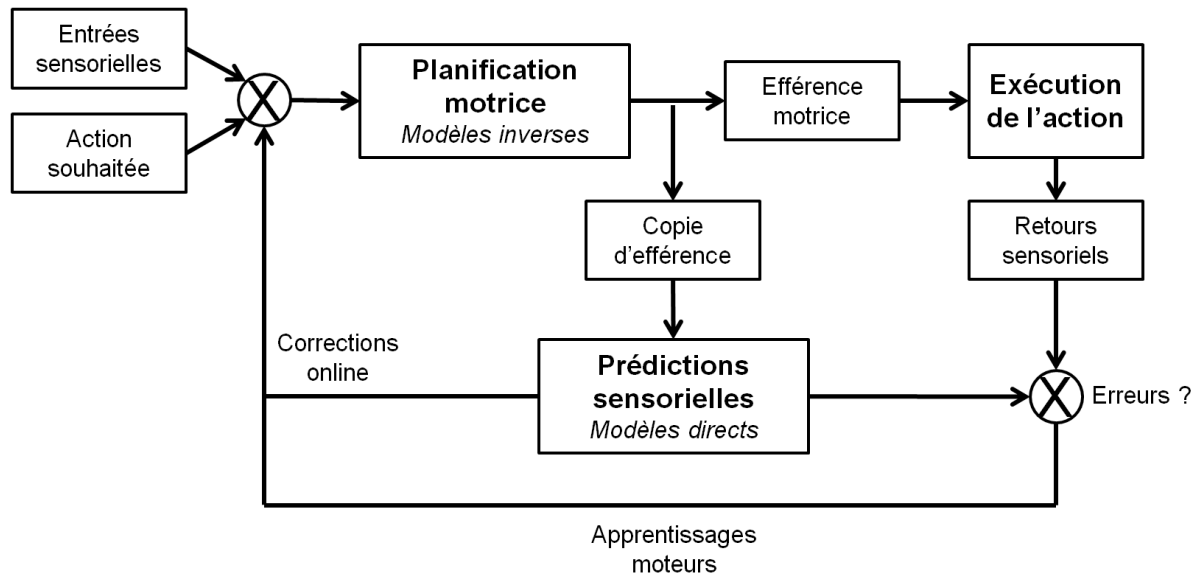 Entrées
sensorielles
Action
souhaitée
X
Planification
motrice
Modèles inverses
Efférence
motrice
Exécution
de l'action
Copie
d'efférence
Retours
sensoriels
Corrections
online
Prédictions
sensorielles
Modèles directs
X
Erreurs ?
Apprentissages
moteurs